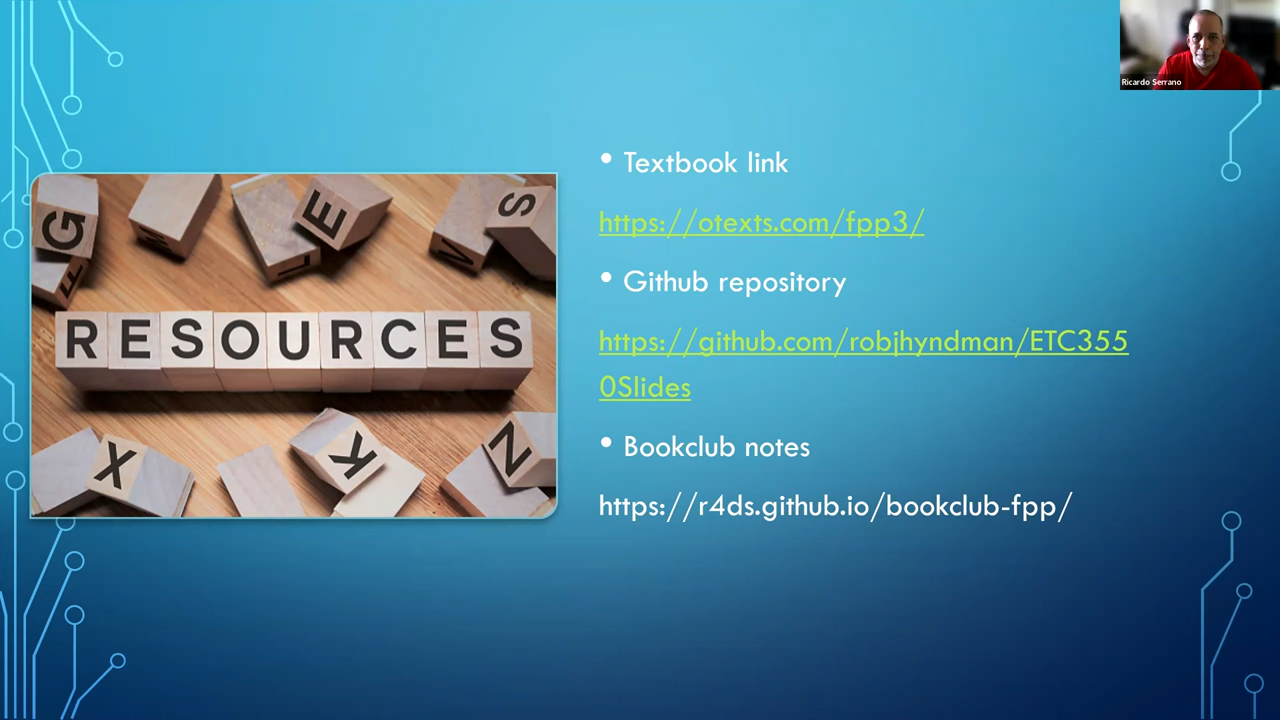 Ricardo Serrano
• Textbook link
https://otexts.com/fpp3/
• Github repository
https://github.com/robjhyndman/ETC355
0Slides
• Bookclub notes
https://r4ds.github.io/bookclub-fpp/
G
F
L
E
S
RESOURCES
X
K
N